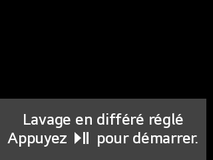 Lavage en différé réglé
Appuyez ⏯ pour démarrer.